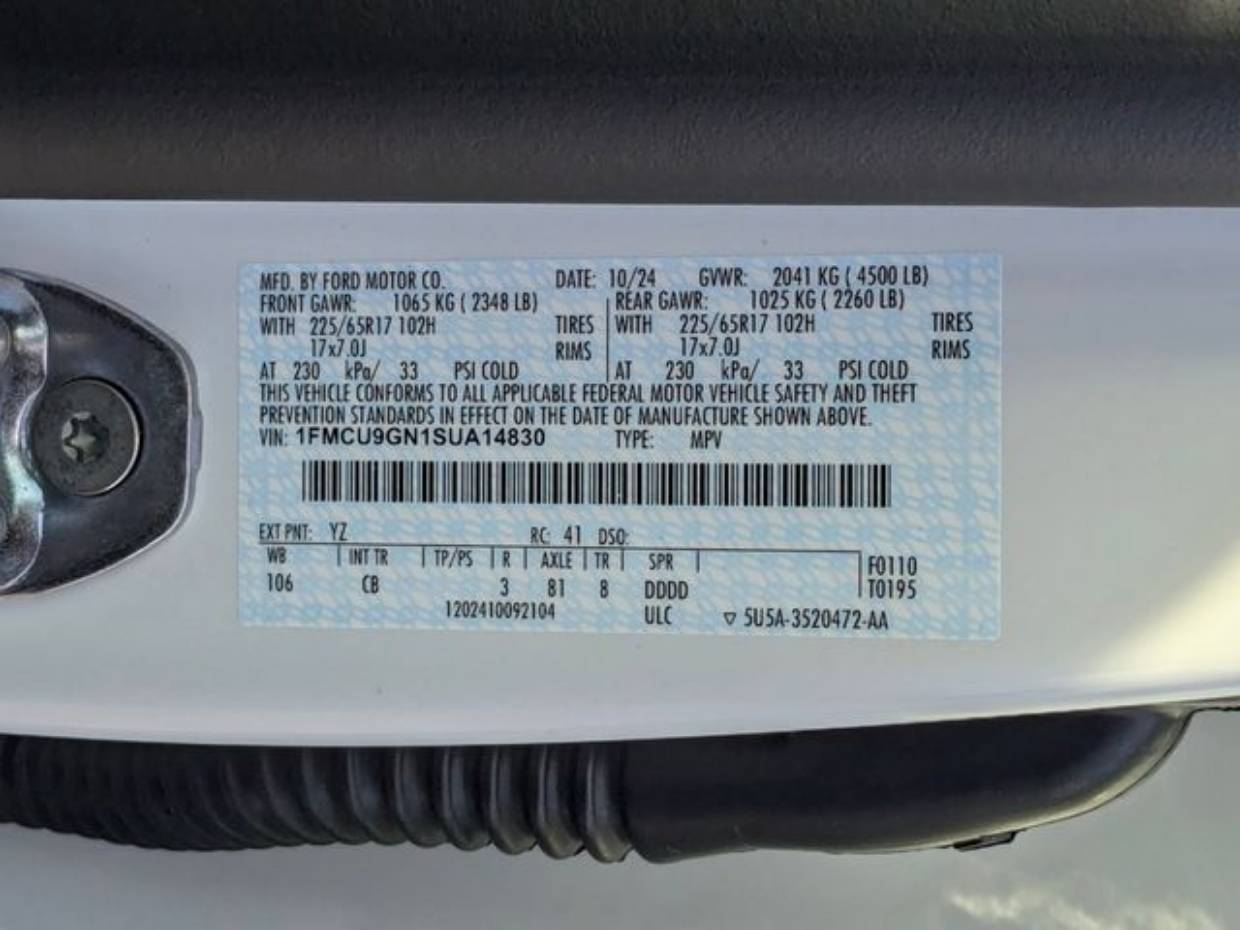 MFD. BY FORD MOTOR CO. DATE: 10/24 GVWR: 2041 KG ( 4500 LB)
FRONT GAWR: 1065 KG ( 2348 LB) REAR GAWR: 1025 KG ( 2260 LB)
WITH 225/65R17 102H TIRES WITH 225/65R17 102H TIRES
17x7.0J RIMS 17x7.0J RIMS
AT 230 kPa/ 33 PSI COLD AT 230 kPa/ 33 PSI COLD
THIS VEHICLE CONFORMS TO ALL APPLICABLE FEDERAL MOTOR VEHICLE SAFETY AND THEFT
PREVENTION STANDARDS IN EFFECT ON THE DATE OF MANUFACTURE SHOWN ABOVE.
VIN: 1FMCU9GN1SUA14830 TYPE: MPV
EXT PNT: YZ RC: 41 DSO:
WB INT TR TP/PS R AXLE TR SPR F0110
106 CB 3 81 8 DDDD T0195
1202410092104 ULC ▽ 5U5A-3520472-AA